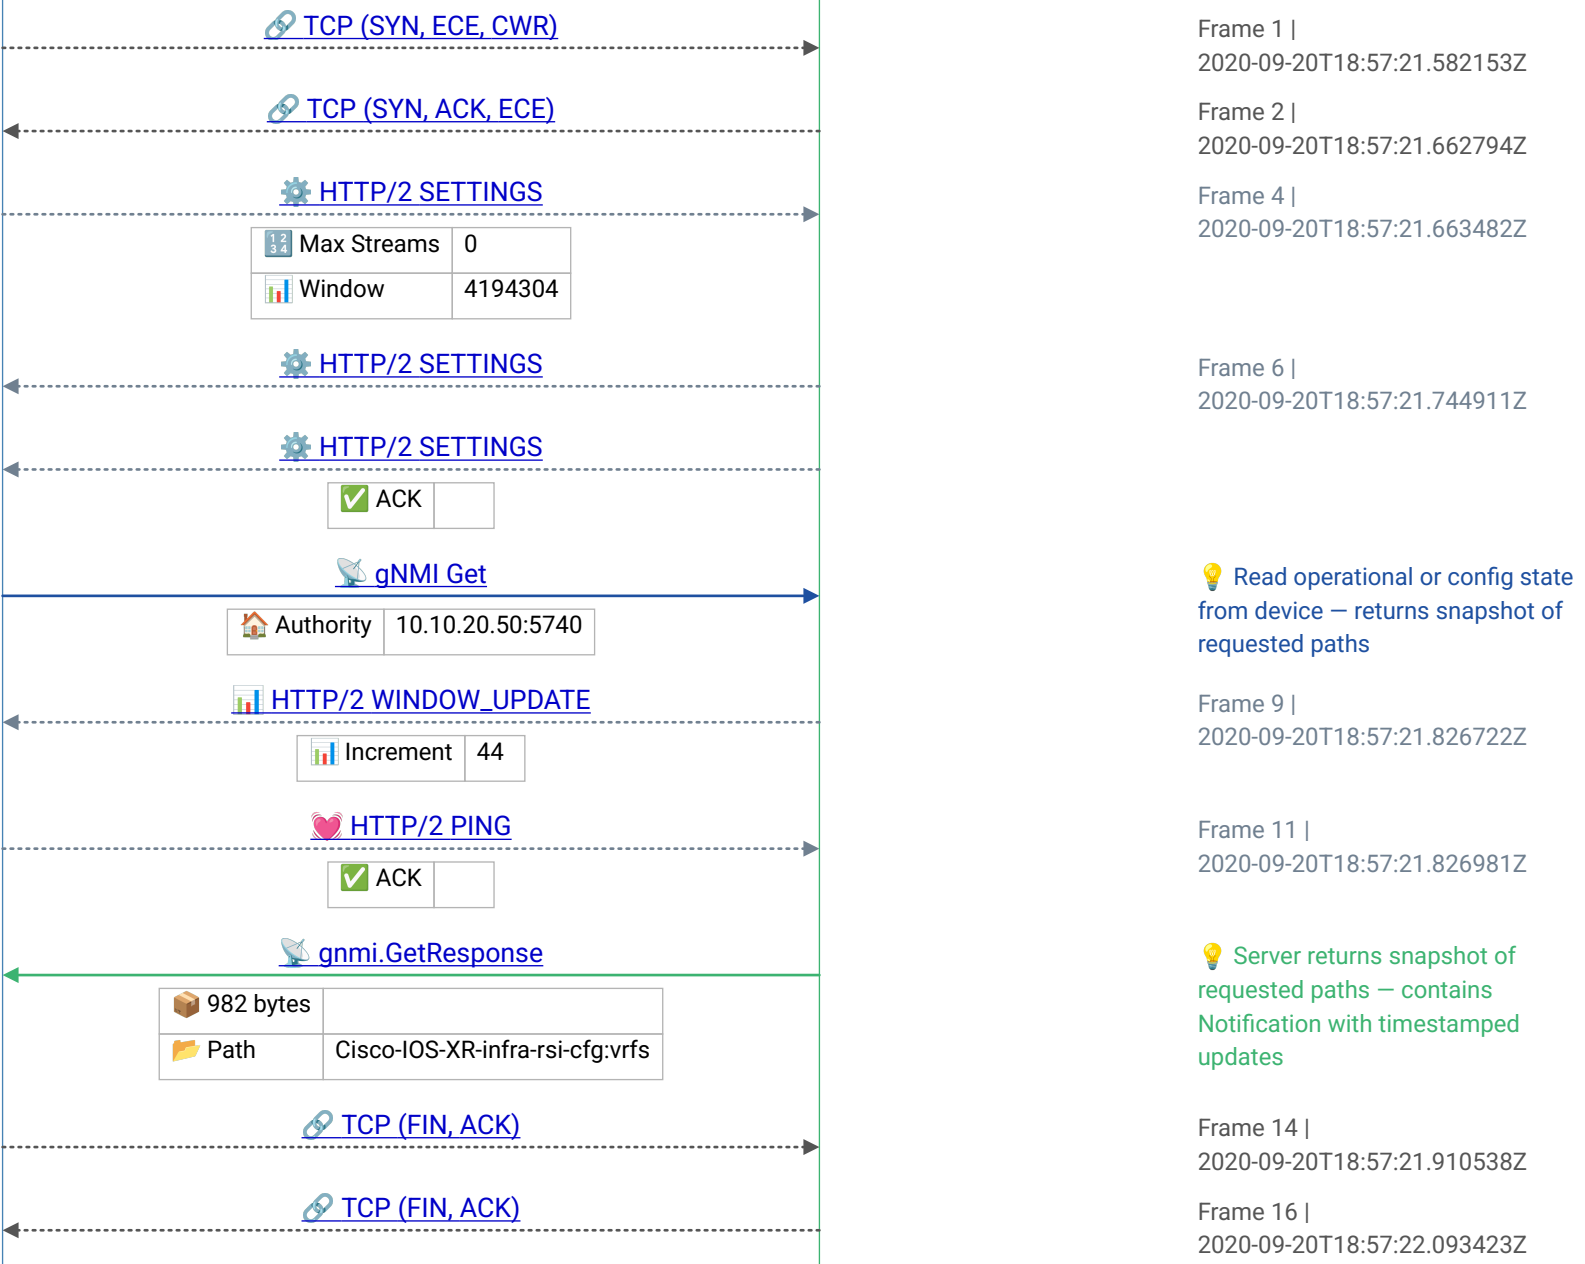 🔗 TCP (SYN, ECE, CWR)
Frame 1 |
2020-09-20T18:57:21.582153Z
🔗 TCP (SYN, ACK, ECE)
Frame 2 |
2020-09-20T18:57:21.662794Z
⚙️ HTTP/2 SETTINGS
Frame 4 |
2020-09-20T18:57:21.663482Z
🔢 Max Streams 0
📊 Window 4194304
⚙️ HTTP/2 SETTINGS
Frame 6 |
2020-09-20T18:57:21.744911Z
⚙️ HTTP/2 SETTINGS
✅ ACK
📡 gNMI Get
💡 Read operational or config state
from device — returns snapshot of
requested paths
🏠 Authority 10.10.20.50:5740
📊 HTTP/2 WINDOW_UPDATE
Frame 9 |
2020-09-20T18:57:21.826722Z
📊 Increment 44
💓 HTTP/2 PING
Frame 11 |
2020-09-20T18:57:21.826981Z
✅ ACK
📡 gnmi.GetResponse
💡 Server returns snapshot of
requested paths — contains
Notification with timestamped
updates
📦 982 bytes
📂 Path Cisco-IOS-XR-infra-rsi-cfg:vrfs
🔗 TCP (FIN, ACK)
Frame 14 |
2020-09-20T18:57:21.910538Z
🔗 TCP (FIN, ACK)
Frame 16 |
2020-09-20T18:57:22.093423Z